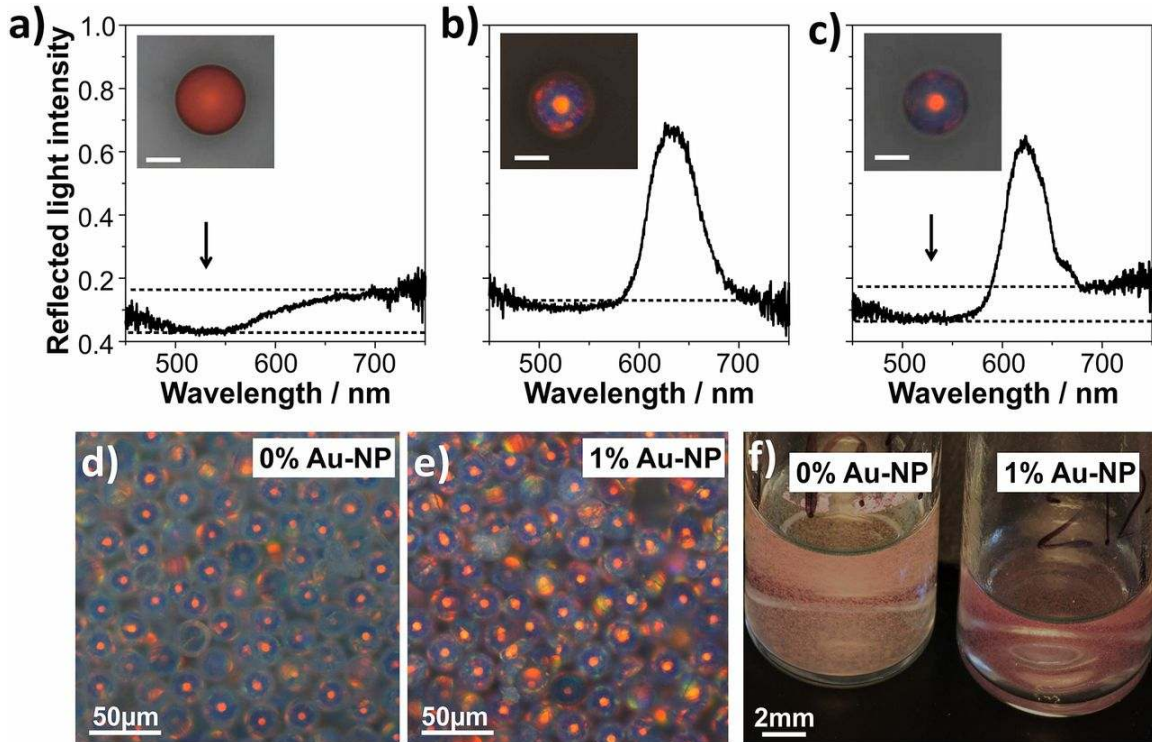 a)
b)
c)
Reflected light intensity
1.0
0.8
0.6
0.4
0.2
0.4
500
600
700
500
600
700
500
600
700
Wavelength / nm
Wavelength / nm
Wavelength / nm
d)
0% Au-NP
e)
1% Au-NP
f)
0% Au-NP
1% Au-NP
50µm
50µm
2mm